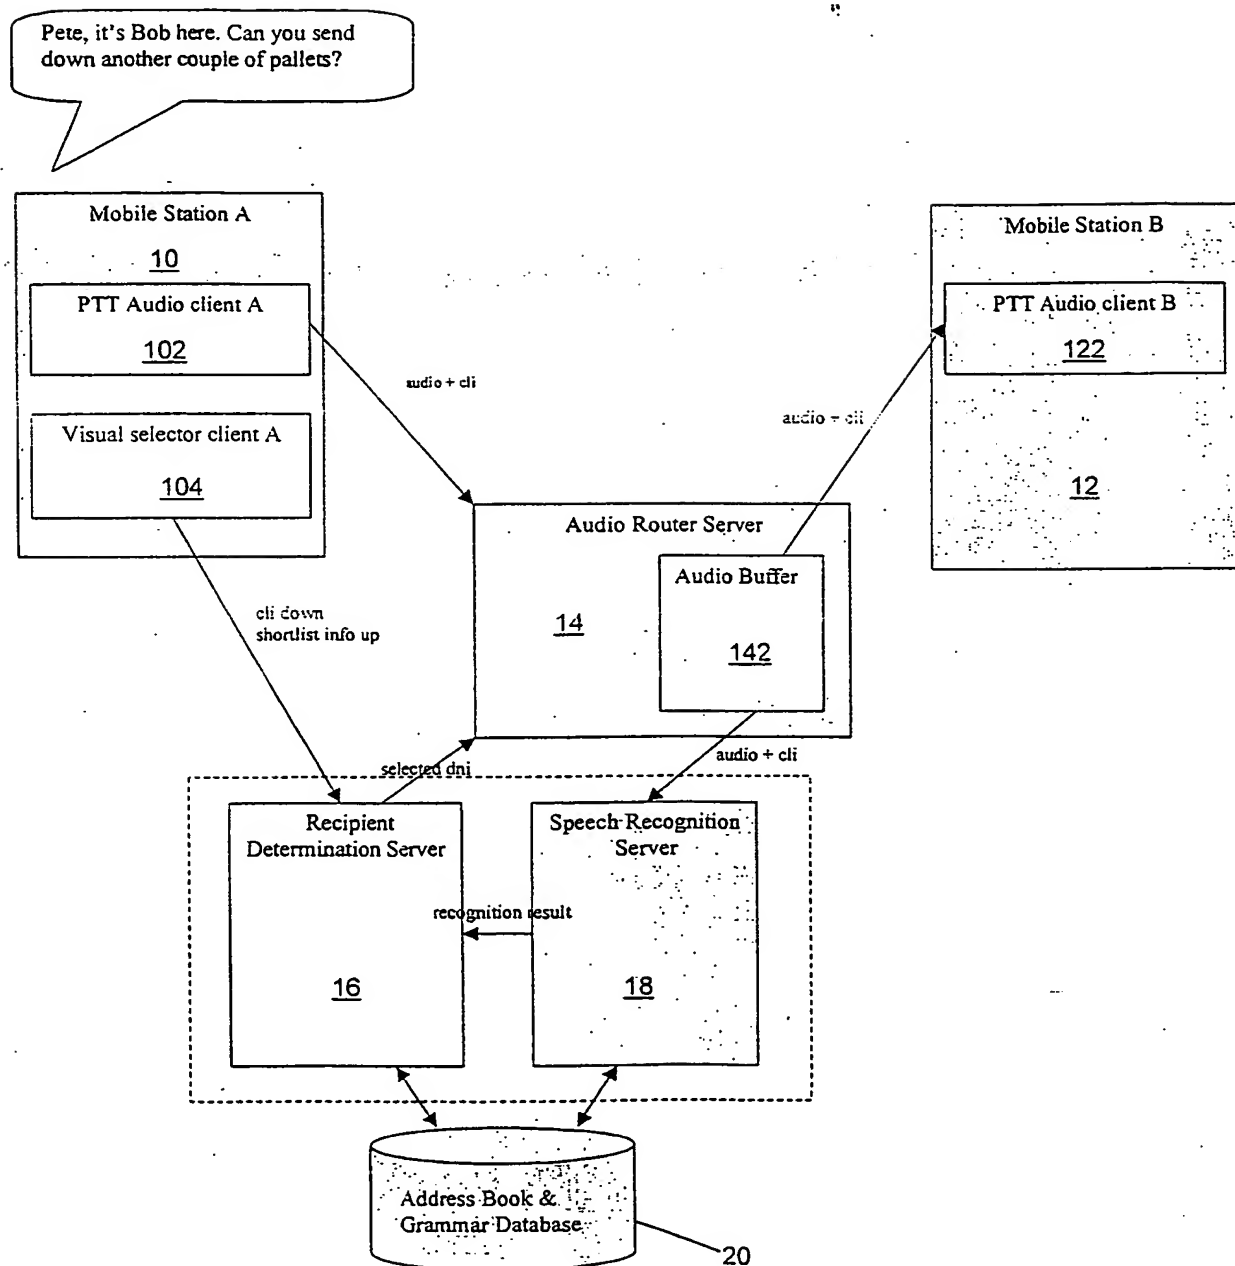 Pete, it's Bob here. Can you send
down another couple of pallets?
Mobile Station A
10
PTT Audio client A
102
Visual selector client A
104
audio + cli
Mobile Station B
PTT Audio client B
122
12
audio + cli
Audio Router Server
Audio Buffer
14
142
cli down
shortlist info up
selected dni
audio + cli
Recipient
Determination Server
16
Speech Recognition
Server
18
recognition result
Address Book &
Grammar Database
20